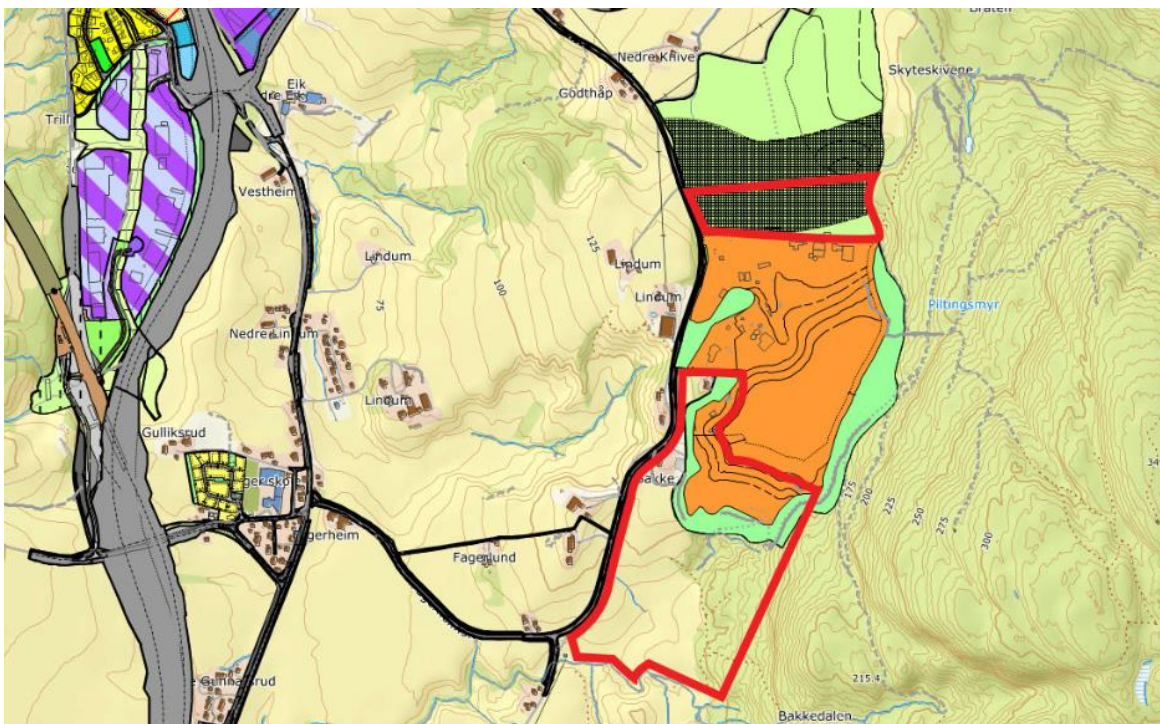 Nedre Knive
Godthåp
Skyteskivene
Eik
Trill
Vestheim
Lindum
125
Lindum
100
75
Lindum
Piltingsmyr
Nedre Lindum
Lindum
Gulliksrud
Bakke
175
200
225
250
275
300
Fagerheim
Fagerlund
215.4
Bakkedalen